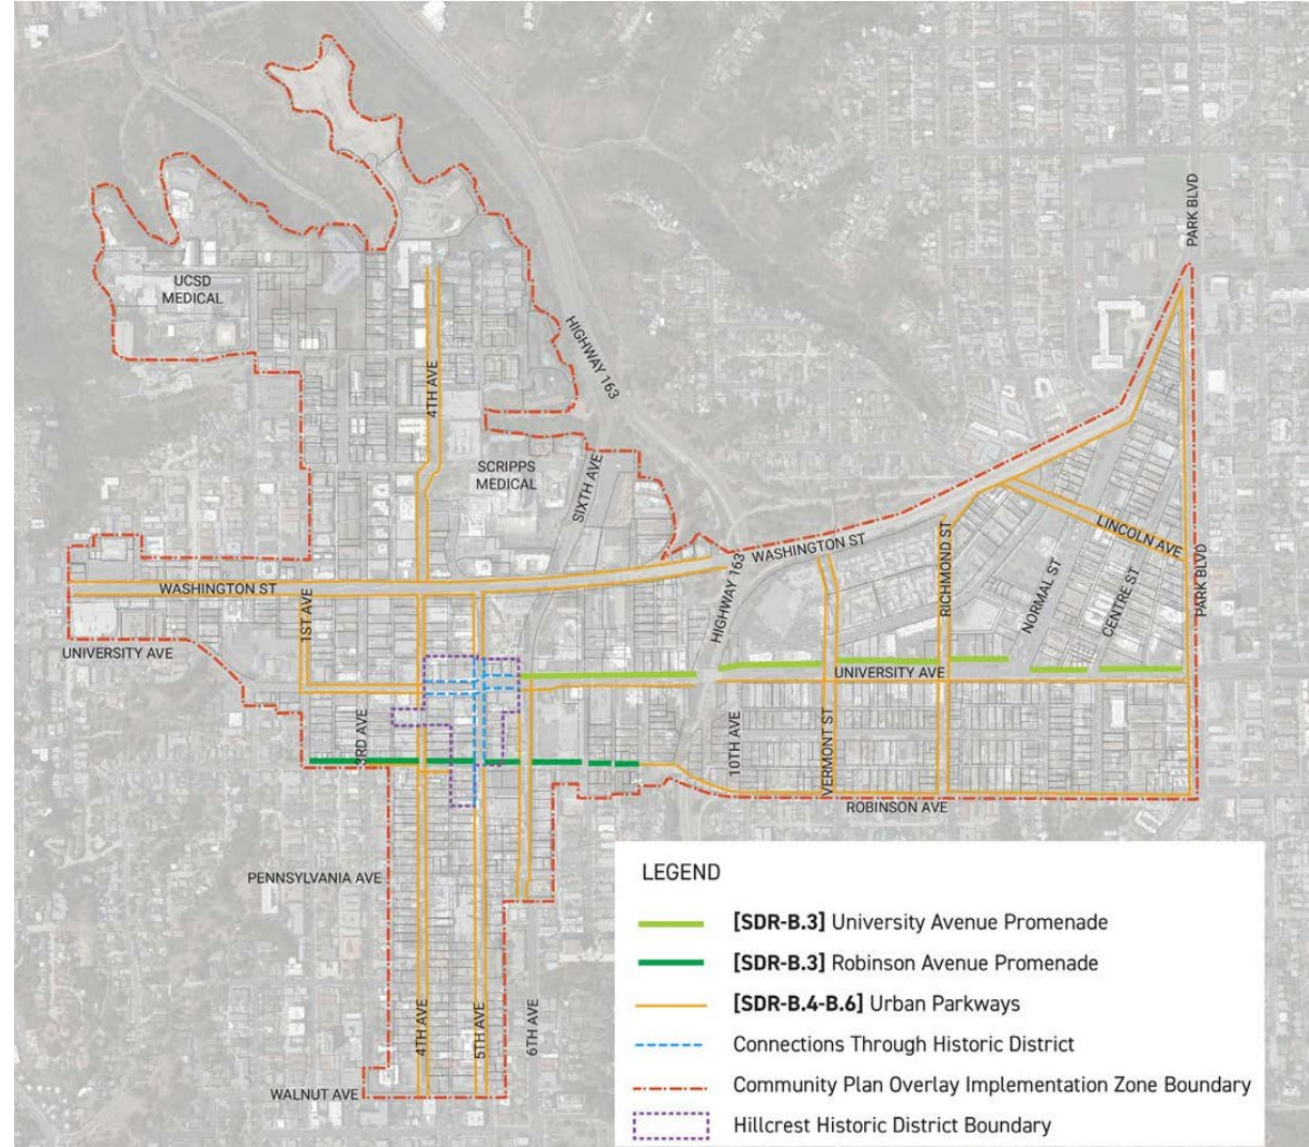 PARK BLVD
UCSD
MEDICAL
HIGHWAY 163
4TH AVE
SCRIPPS
MEDICAL
SIXTH AVE
LINCOLN AVE
WASHINGTON ST
RICHMOND ST
HIGHWAY 163
NORMAL ST
CENTRE ST
PARK BLVD
WASHINGTON ST
1ST AVE
UNIVERSITY AVE
UNIVERSITY AVE
3RD AVE
10TH AVE
VERMONT ST
ROBINSON AVE
PENNSYLVANIA AVE
4TH AVE
5TH AVE
6TH AVE
WALNUT AVE
LEGEND
[SDR-B.3] University Avenue Promenade
[SDR-B.3] Robinson Avenue Promenade
[SDR-B.4-B.6] Urban Parkways
Connections Through Historic District
Community Plan Overlay Implementation Zone Boundary
Hillcrest Historic District Boundary